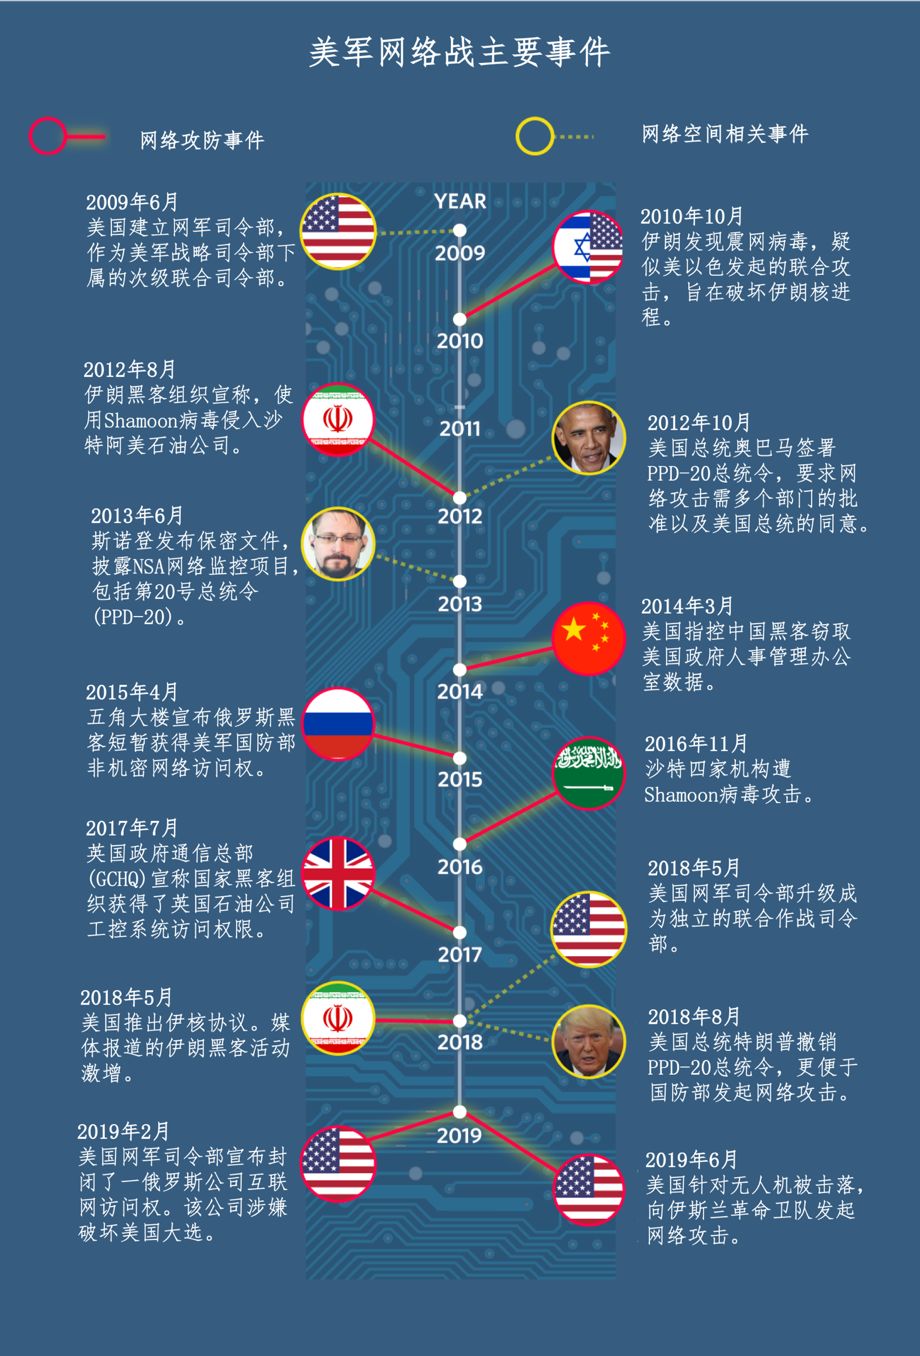 美军网络战主要事件
网络攻防事件
网络空间相关事件
YEAR
2009年6月
美国建立网军司令部，
作为美军战略司令部下
属的次级联合司令部。
2009
2010年10月
伊朗发现震网病毒，疑
似美以色发起的联合攻
击，旨在破坏伊朗核进
程。
2010
2012年8月
伊朗黑客组织宣称，使
用Shamoon病毒侵入沙
特阿美石油公司。
2011
2012年10月
美国总统奥巴马签署
PPD-20总统令，要求网
络攻击需多个部门的批
准以及美国总统的同意。
2012
2013年6月
斯诺登发布保密文件，
披露NSA网络监控项目，
包括第20号总统令
(PPD-20)。
2013
2014年3月
美国指控中国黑客窃取
美国政府人事管理办公
室数据。
2014
2015年4月
五角大楼宣布俄罗斯黑
客短暂获得美军国防部
非机密网络访问权。
2015
2016年11月
沙特四家机构遭
Shamoon病毒攻击。
2016
2017年7月
英国政府通信总部
(GCHQ)宣称国家黑客组
织获得了英国石油公司
工控系统访问权限。
2017
2018年5月
美国网军司令部升级成
为独立的联合作战司令
部。
2018年5月
美国推出伊核协议。媒
体报道的伊朗黑客活动
激增。
2018
2018年8月
美国总统特朗普撤销
PPD-20总统令，更便于
国防部发起网络攻击。
2019年2月
美国网军司令部宣布封
闭了一俄罗斯公司互联
网访问权。该公司涉嫌
破坏美国大选。
2019
2019年6月
美国针对无人机被击落，
向伊斯兰革命卫队发起
网络攻击。